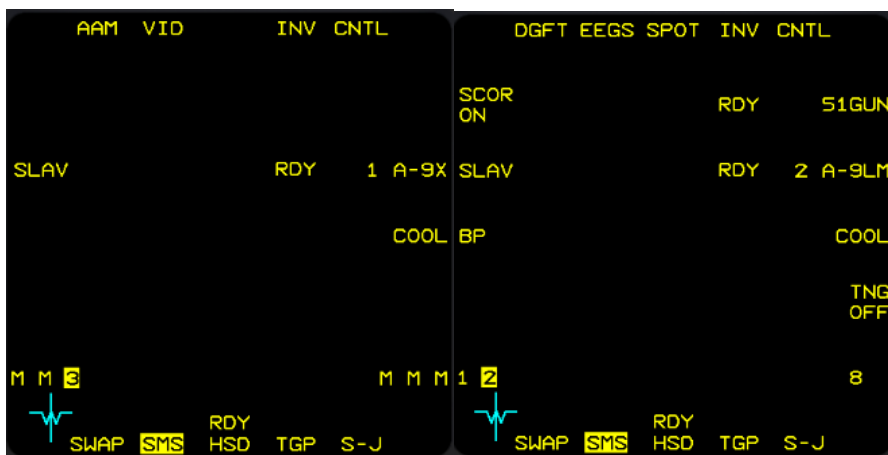 AAM VID INV CNTL
SLAV RDY 1 A-9X
COOL
M M 3 M M M
RDY
SWAP SMS HSD TGP S-J
DGFT EEGS SPOT INV CNTL
SCOR RDY 51GUN
ON
SLAV RDY 2 A-9LM
BP COOL
TNG
OFF
1 2 8
RDY
SWAP SMS HSD TGP S-J